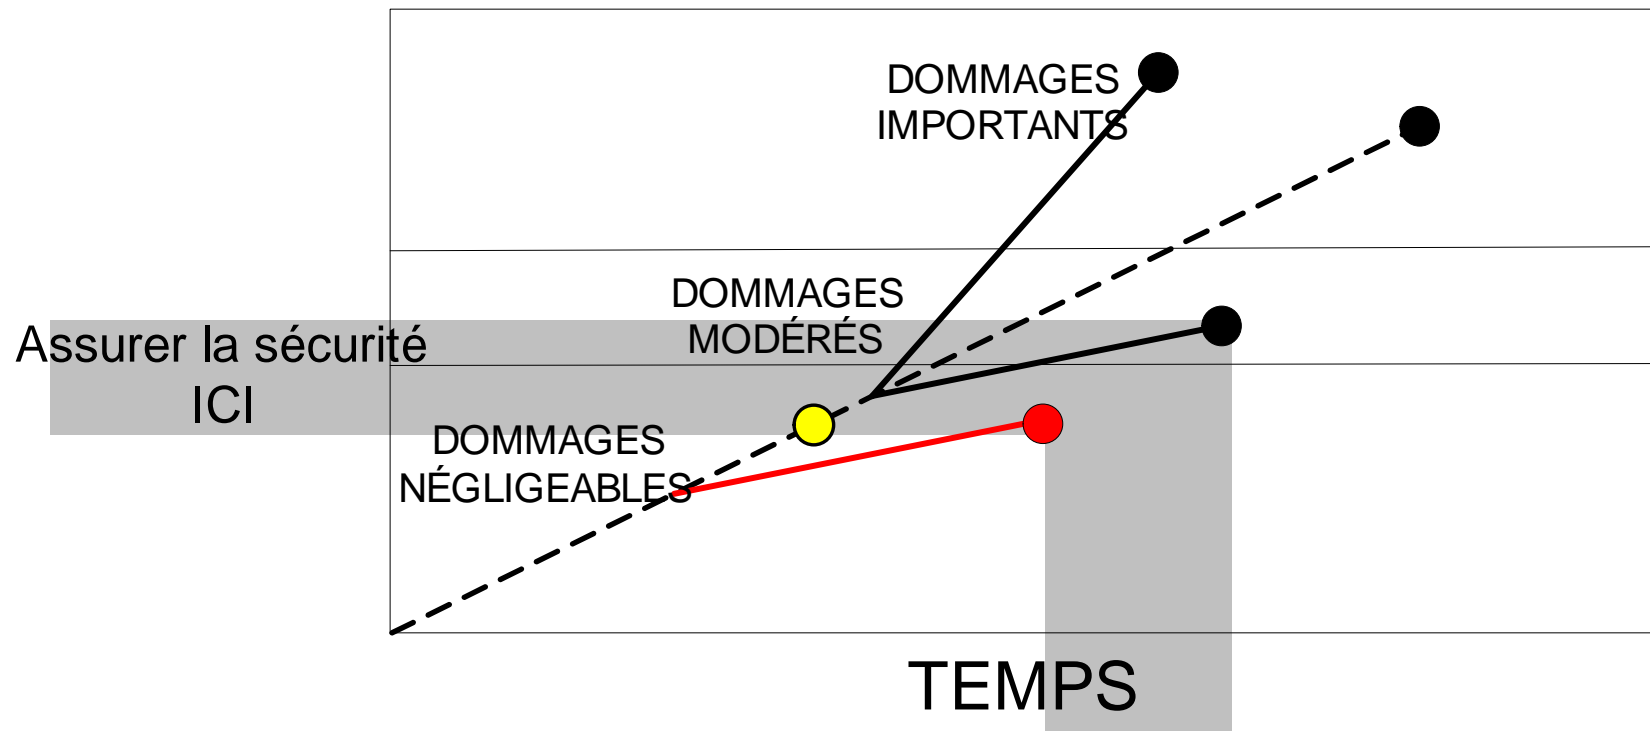 DOMMAGES
IMPORTANTS
DOMMAGES
MODÉRÉS
Assurer la sécurité
ICI
DOMMAGES
NÉGLIGEABLES
TEMPS